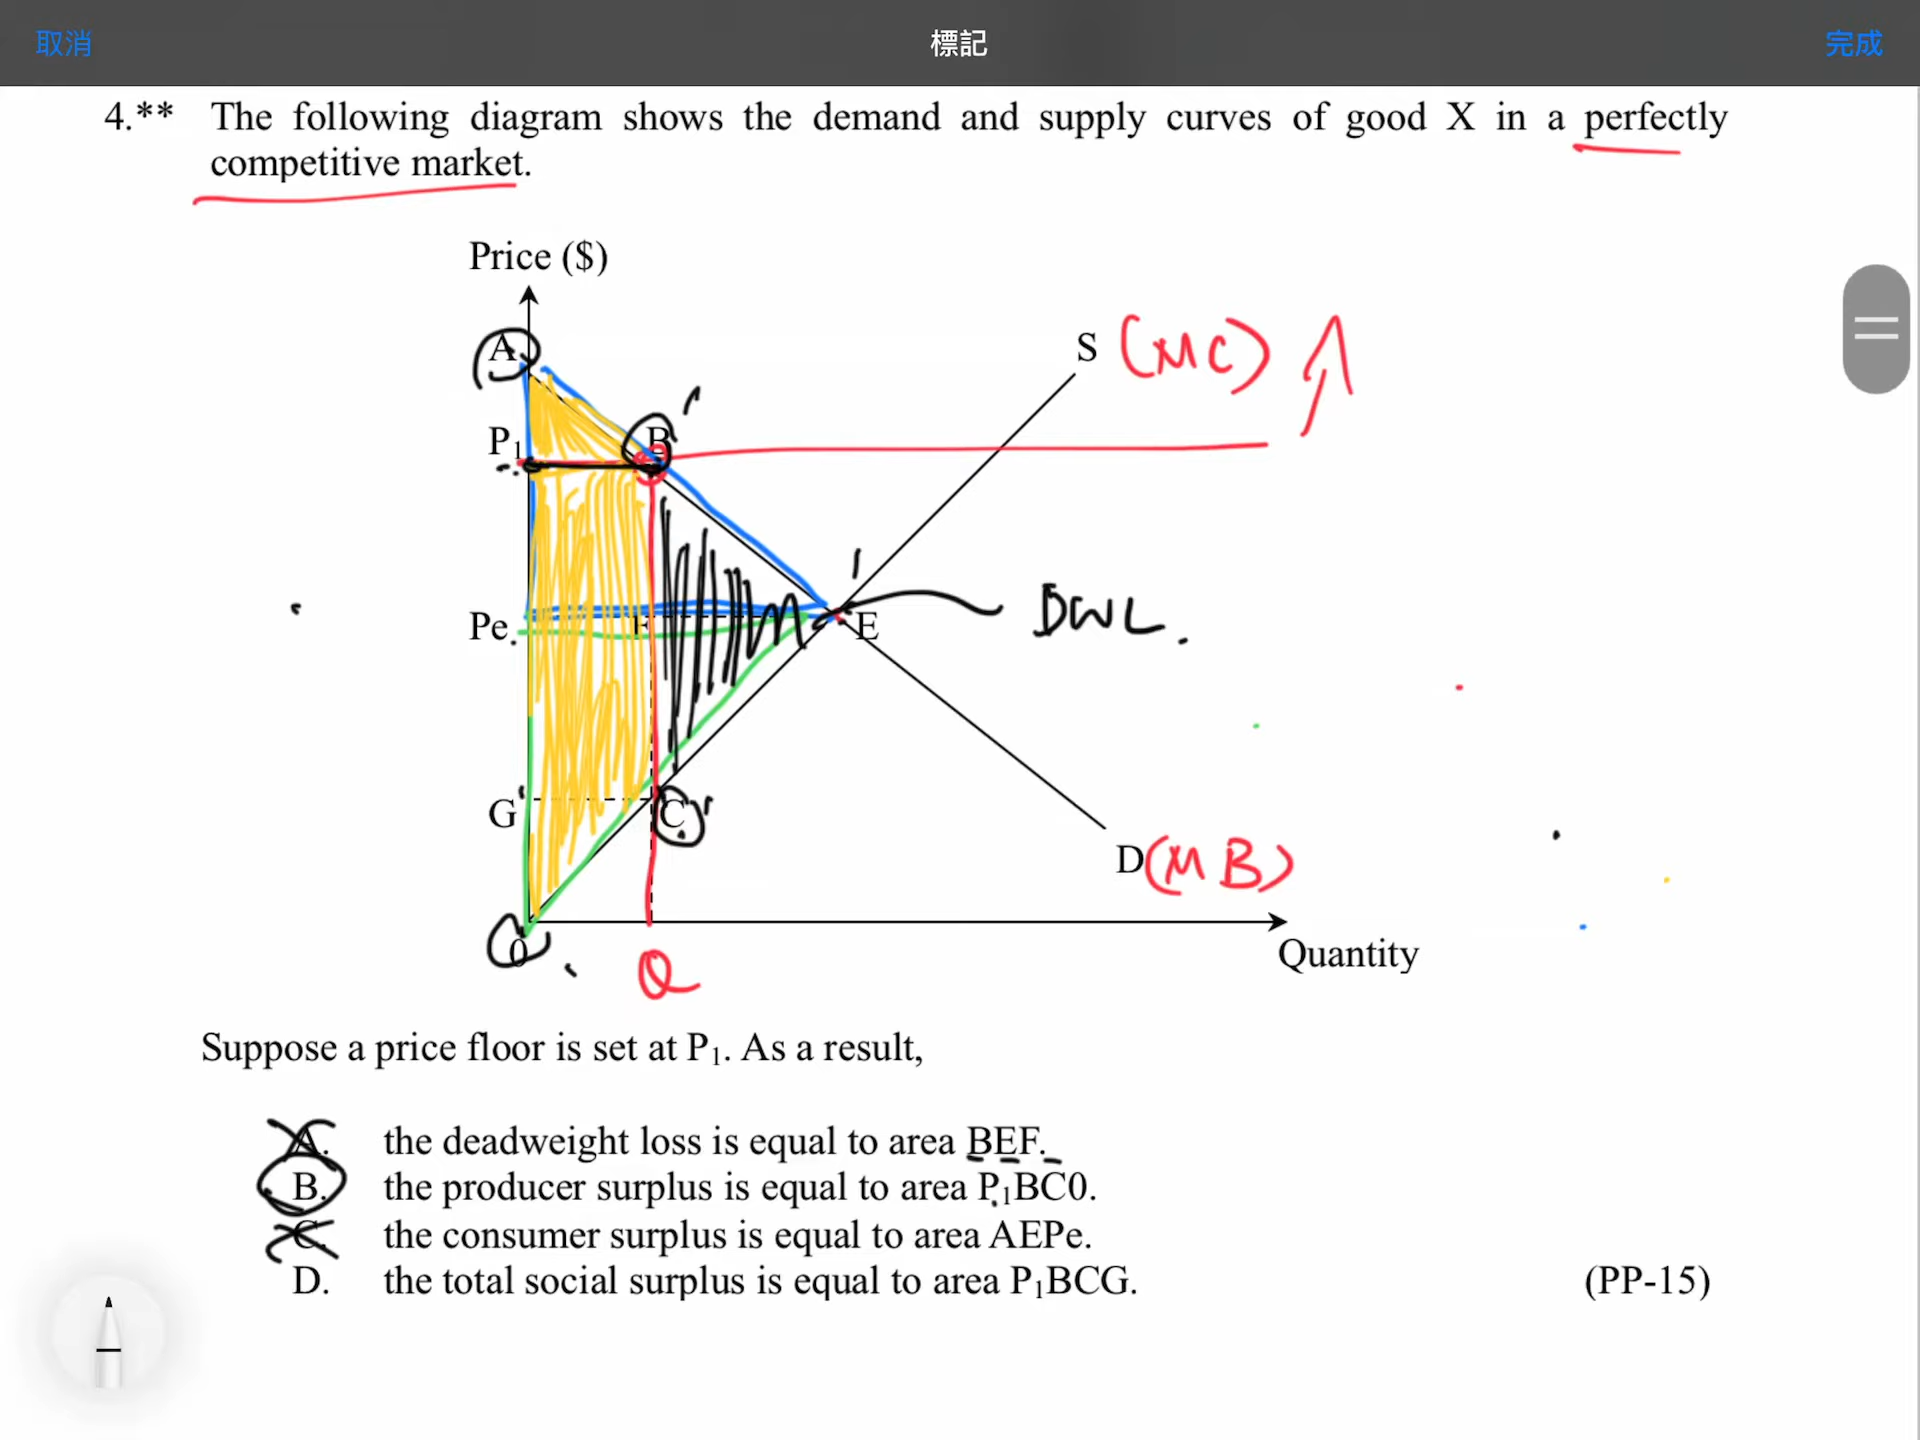 取消 標記 完成
4.** The following diagram shows the demand and supply curves of good X in a perfectly
competitive market.
Price ($)
A
S (MC)
P₁ B
Pe F E DWL.
G C
D(MB)
0 Q
Quantity
Suppose a price floor is set at P₁. As a result,
A. the deadweight loss is equal to area BEF.
B. the producer surplus is equal to area P₁BC0.
C. the consumer surplus is equal to area AEPe.
D. the total social surplus is equal to area P₁BCG. (PP-15)